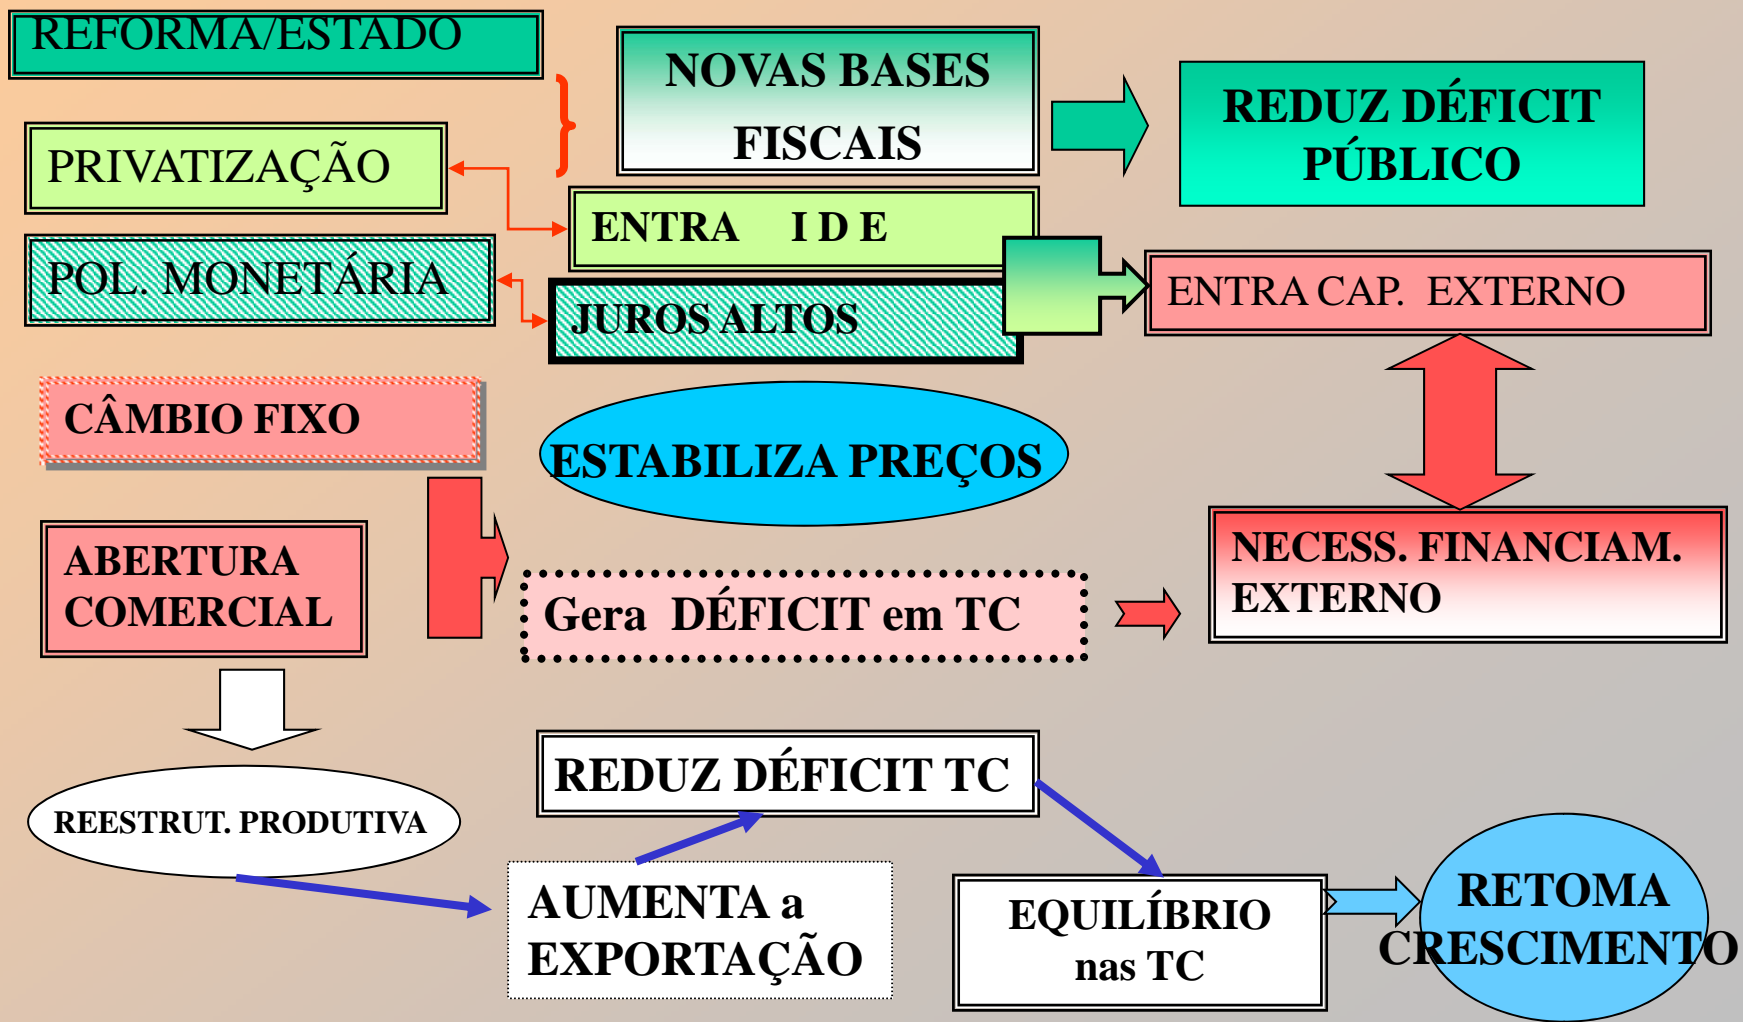 REFORMA/ESTADO
NOVAS BASES
FISCAIS
REDUZ DÉFICIT
PÚBLICO
PRIVATIZAÇÃO
ENTRA I D E
POL. MONETÁRIA
JUROS ALTOS
ENTRA CAP. EXTERNO
CÂMBIO FIXO
ESTABILIZA PREÇOS
ABERTURA
COMERCIAL
Gera DÉFICIT em TC
NECESS. FINANCIAM.
EXTERNO
REESTRUT. PRODUTIVA
REDUZ DÉFICIT TC
AUMENTA a
EXPORTAÇÃO
EQUILÍBRIO
nas TC
RETOMA
CRESCIMENTO